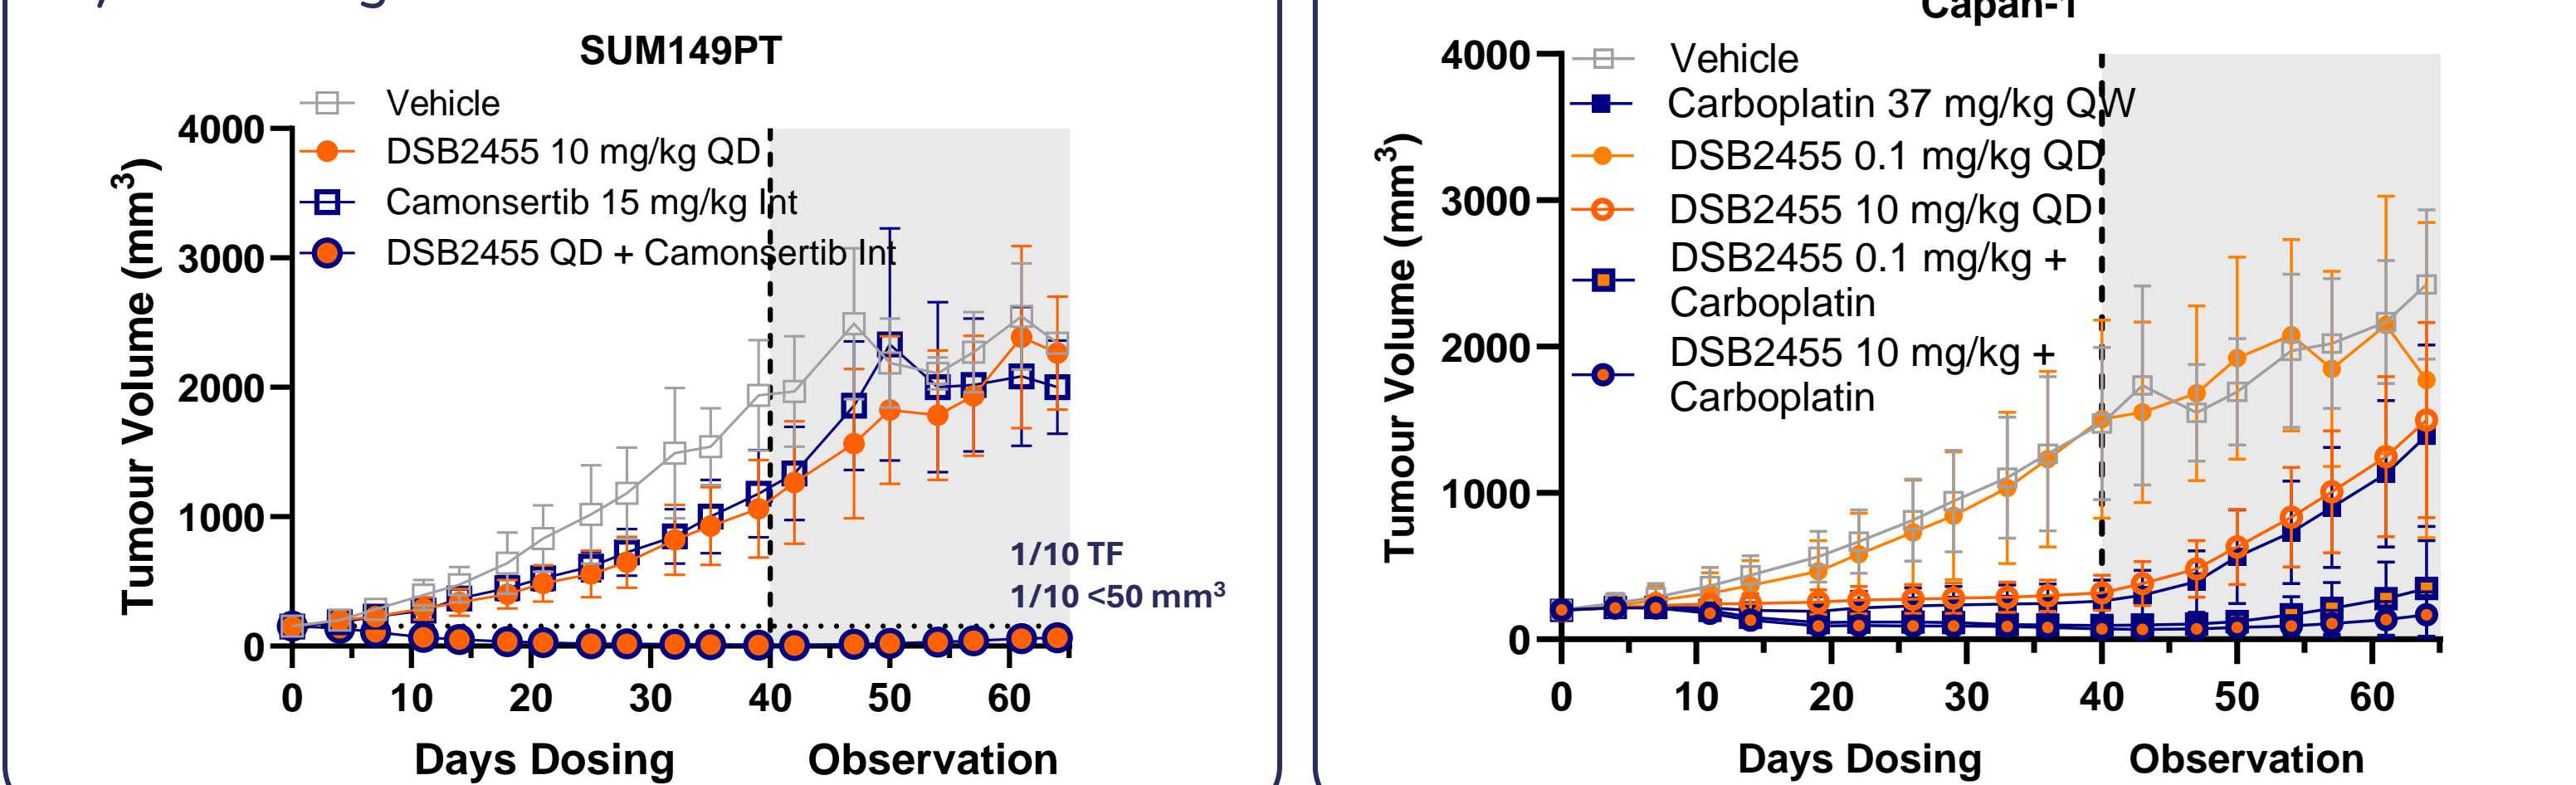 SUM149PT
Vehicle
DSB2455 10 mg/kg QD
Camonsertib 15 mg/kg Int
DSB2455 QD + Camonsertib Int
Tumour Volume (mm³)
4000
3000
2000
1000
0
1/10 TF
1/10 <50 mm³
0 10 20 30 40 50 60
Days Dosing Observation
Capan-1
Vehicle
Carboplatin 37 mg/kg QW
DSB2455 0.1 mg/kg QD
DSB2455 10 mg/kg QD
DSB2455 0.1 mg/kg +
Carboplatin
DSB2455 10 mg/kg +
Carboplatin
Tumour Volume (mm³)
4000
3000
2000
1000
0
0 10 20 30 40 50 60
Days Dosing Observation